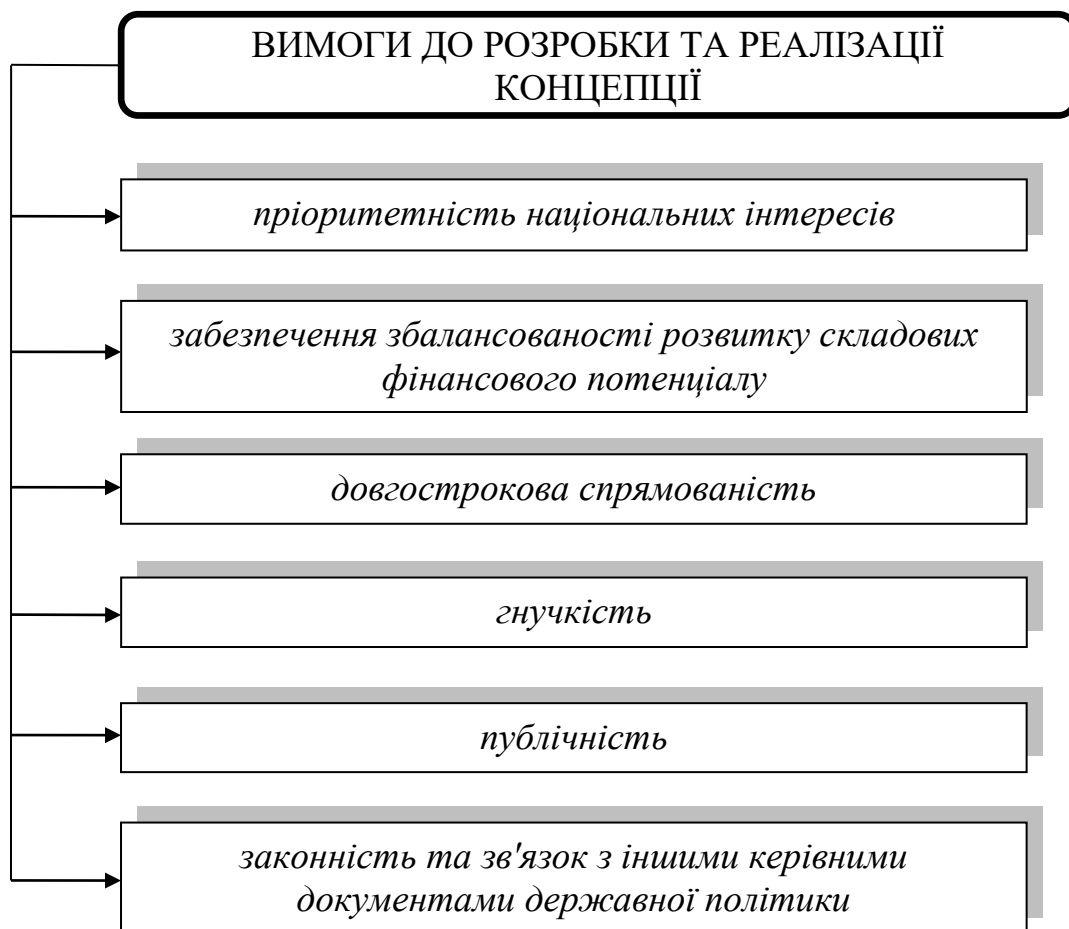 ВИМОГИ ДО РОЗРОБКИ ТА РЕАЛІЗАЦІЇ
КОНЦЕПЦІЇ
пріоритетність національних інтересів
забезпечення збалансованості розвитку складових
фінансового потенціалу
довгострокова спрямованість
гнучкість
публічність
законність та зв'язок з іншими керівними
документами державної політики